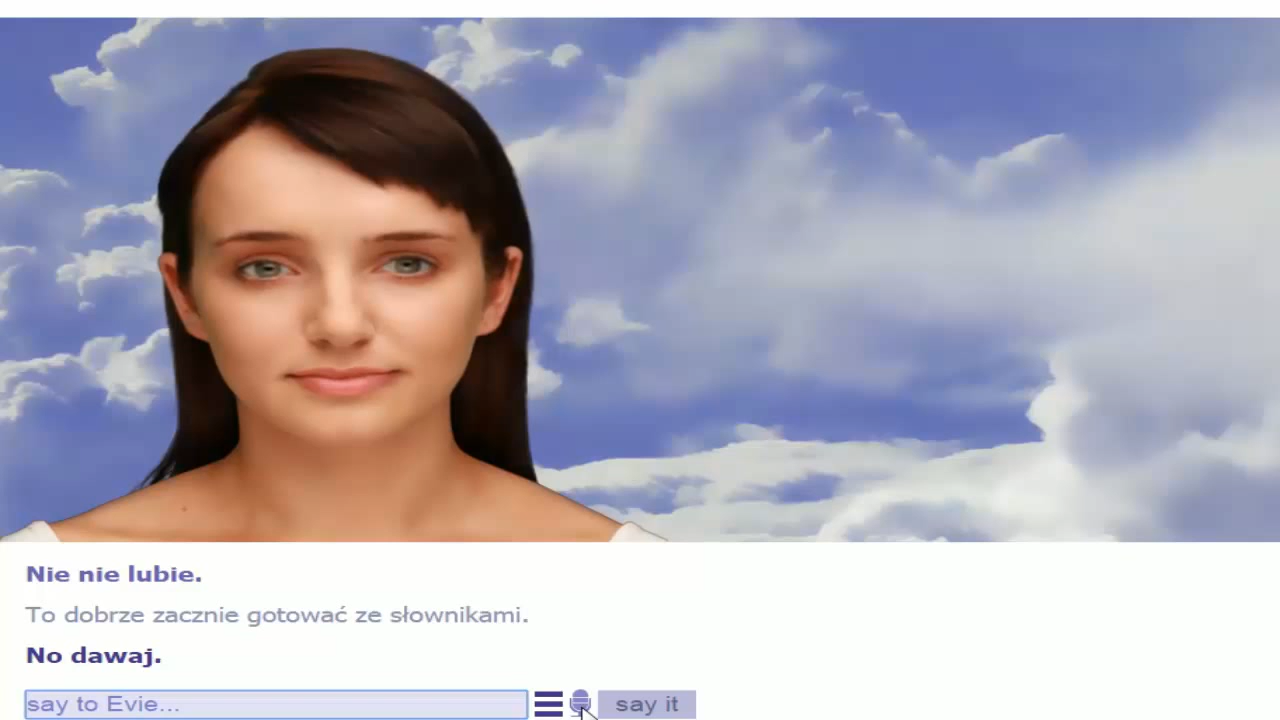 Nie nie lubie.
To dobrze zacznie gotować ze słownikami.
No dawaj.
say to Evie... say it